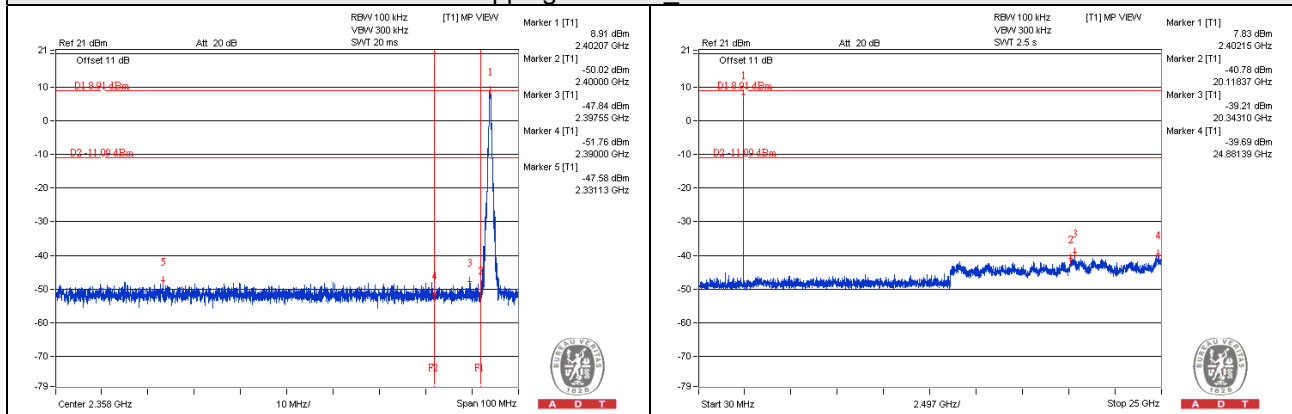 RBW 100 kHz
VBW 300 kHz
SWT 20 ms
[T1] MP VIEW
Ref 21 dBm
Att 20 dB
Offset 11 dB
D1 8.91 dBm
D2 -11.09 dBm
21
10
0
-10
-20
-30
-40
-50
-60
-70
-79
1
5
4
3
2
F2
F1
Center 2.358 GHz
10 MHz/
Span 100 MHz
Marker 1 [T1]
8.91 dBm
2.40207 GHz
Marker 2 [T1]
-50.02 dBm
2.40000 GHz
Marker 3 [T1]
-47.84 dBm
2.39755 GHz
Marker 4 [T1]
-51.76 dBm
2.39000 GHz
Marker 5 [T1]
-47.58 dBm
2.33113 GHz
BUREAU VERITAS
1828
A D T
RBW 100 kHz
VBW 300 kHz
SWT 2.5 s
[T1] MP VIEW
Ref 21 dBm
Att 20 dB
Offset 11 dB
D1 8.91 dBm
D2 -11.09 dBm
21
10
0
-10
-20
-30
-40
-50
-60
-70
-79
1
2
3
4
Start 30 MHz
2.497 GHz/
Stop 25 GHz
Marker 1 [T1]
7.83 dBm
2.40215 GHz
Marker 2 [T1]
-40.78 dBm
20.11837 GHz
Marker 3 [T1]
-39.21 dBm
20.34310 GHz
Marker 4 [T1]
-39.69 dBm
24.88139 GHz
BUREAU VERITAS
1828
A D T